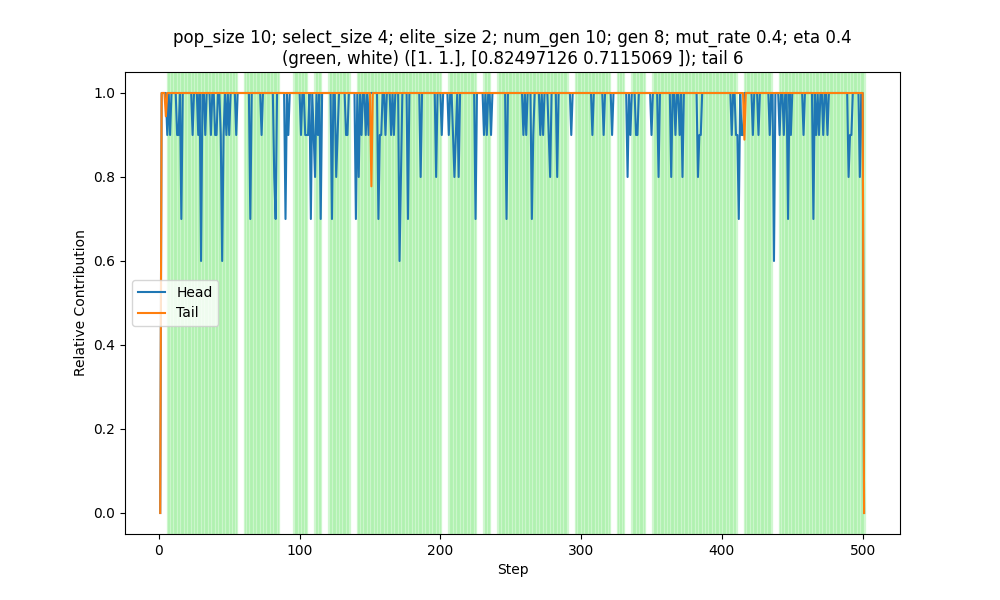 pop_size 10; select_size 4; elite_size 2; num_gen 10; gen 8; mut_rate 0.4; eta 0.4
(green, white) ([1. 1.], [0.82497126 0.7115069 ]); tail 6
Relative Contribution
1.0
0.8
0.6
0.4
0.2
0.0
Head
Tail
0
100
200
300
400
500
Step